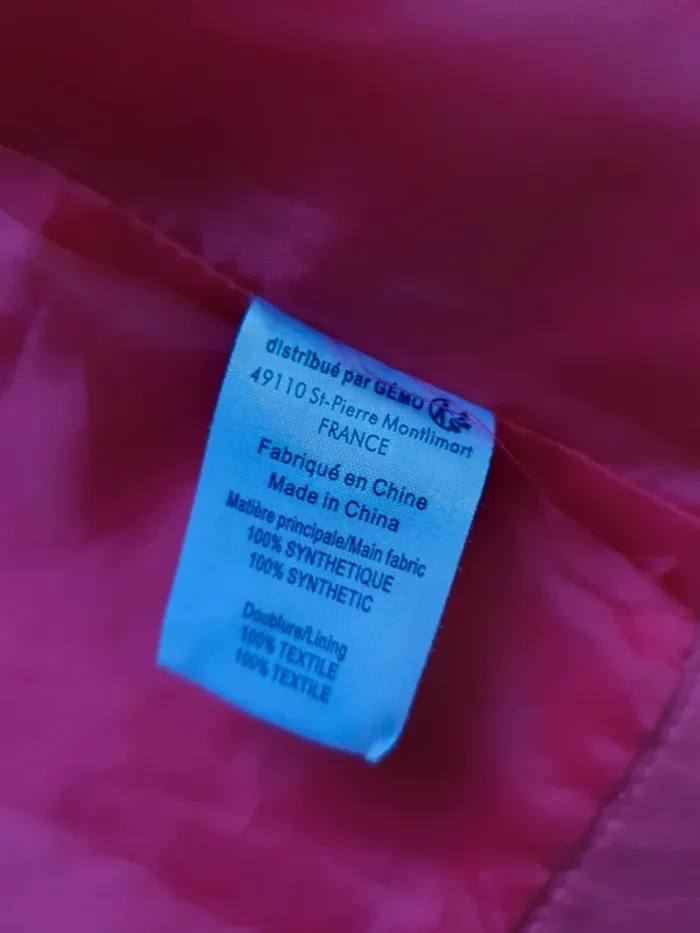 distribué par GÉMO
49110 St-Pierre Montlimart
FRANCE
Fabriqué en Chine
Made in China
Matière principale/Main fabric
100% SYNTHETIQUE
100% SYNTHETIC
Doublure/Lining
100% TEXTILE
100% TEXTILE